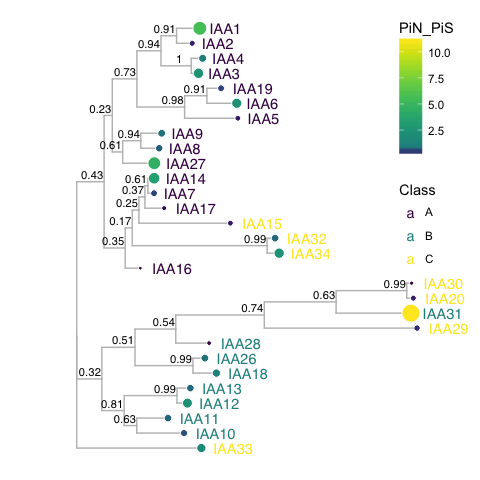 0.91 IAA1 PiN_PiS
0.94 IAA2
1 IAA4 10.0
0.73 IAA3
0.91 IAA19 7.5
0.98 IAA6 5.0
0.23 IAA5
0.94 IAA9 2.5
0.61 IAA8
IAA27
0.43 0.61 IAA14 Class
0.37 IAA7
0.25 IAA17 a A
0.17 IAA15
0.99 IAA32 a B
0.35 IAA34 a C
IAA16
0.99 IAA30
0.63 IAA20
0.74 IAA31
0.54 IAA29
0.51 IAA28
0.99 IAA26
0.32 IAA18
0.99 IAA13
0.81 IAA12
0.63 IAA11
IAA10
IAA33